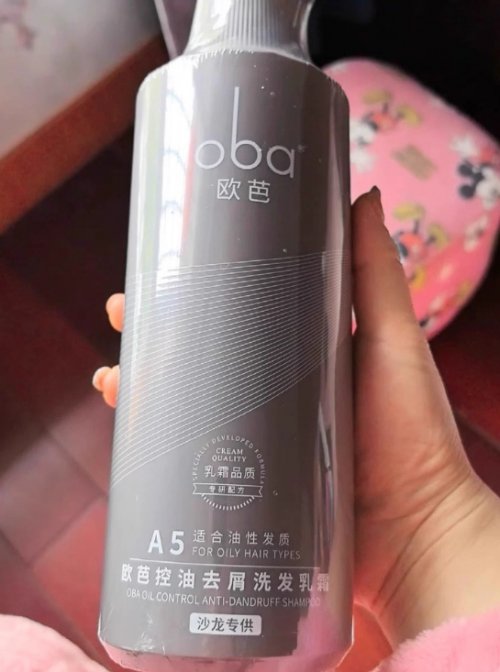 oba®
欧芭
SPECIALLY DEVELOPED FORMULA
CREAM
QUALITY
乳霜品质
专研配方
A5 适合油性发质
FOR OILY HAIR TYPES
欧芭控油去屑洗发乳霜
OBA OIL CONTROL ANTI-DANDRUFF SHAMPOO
沙龙专供